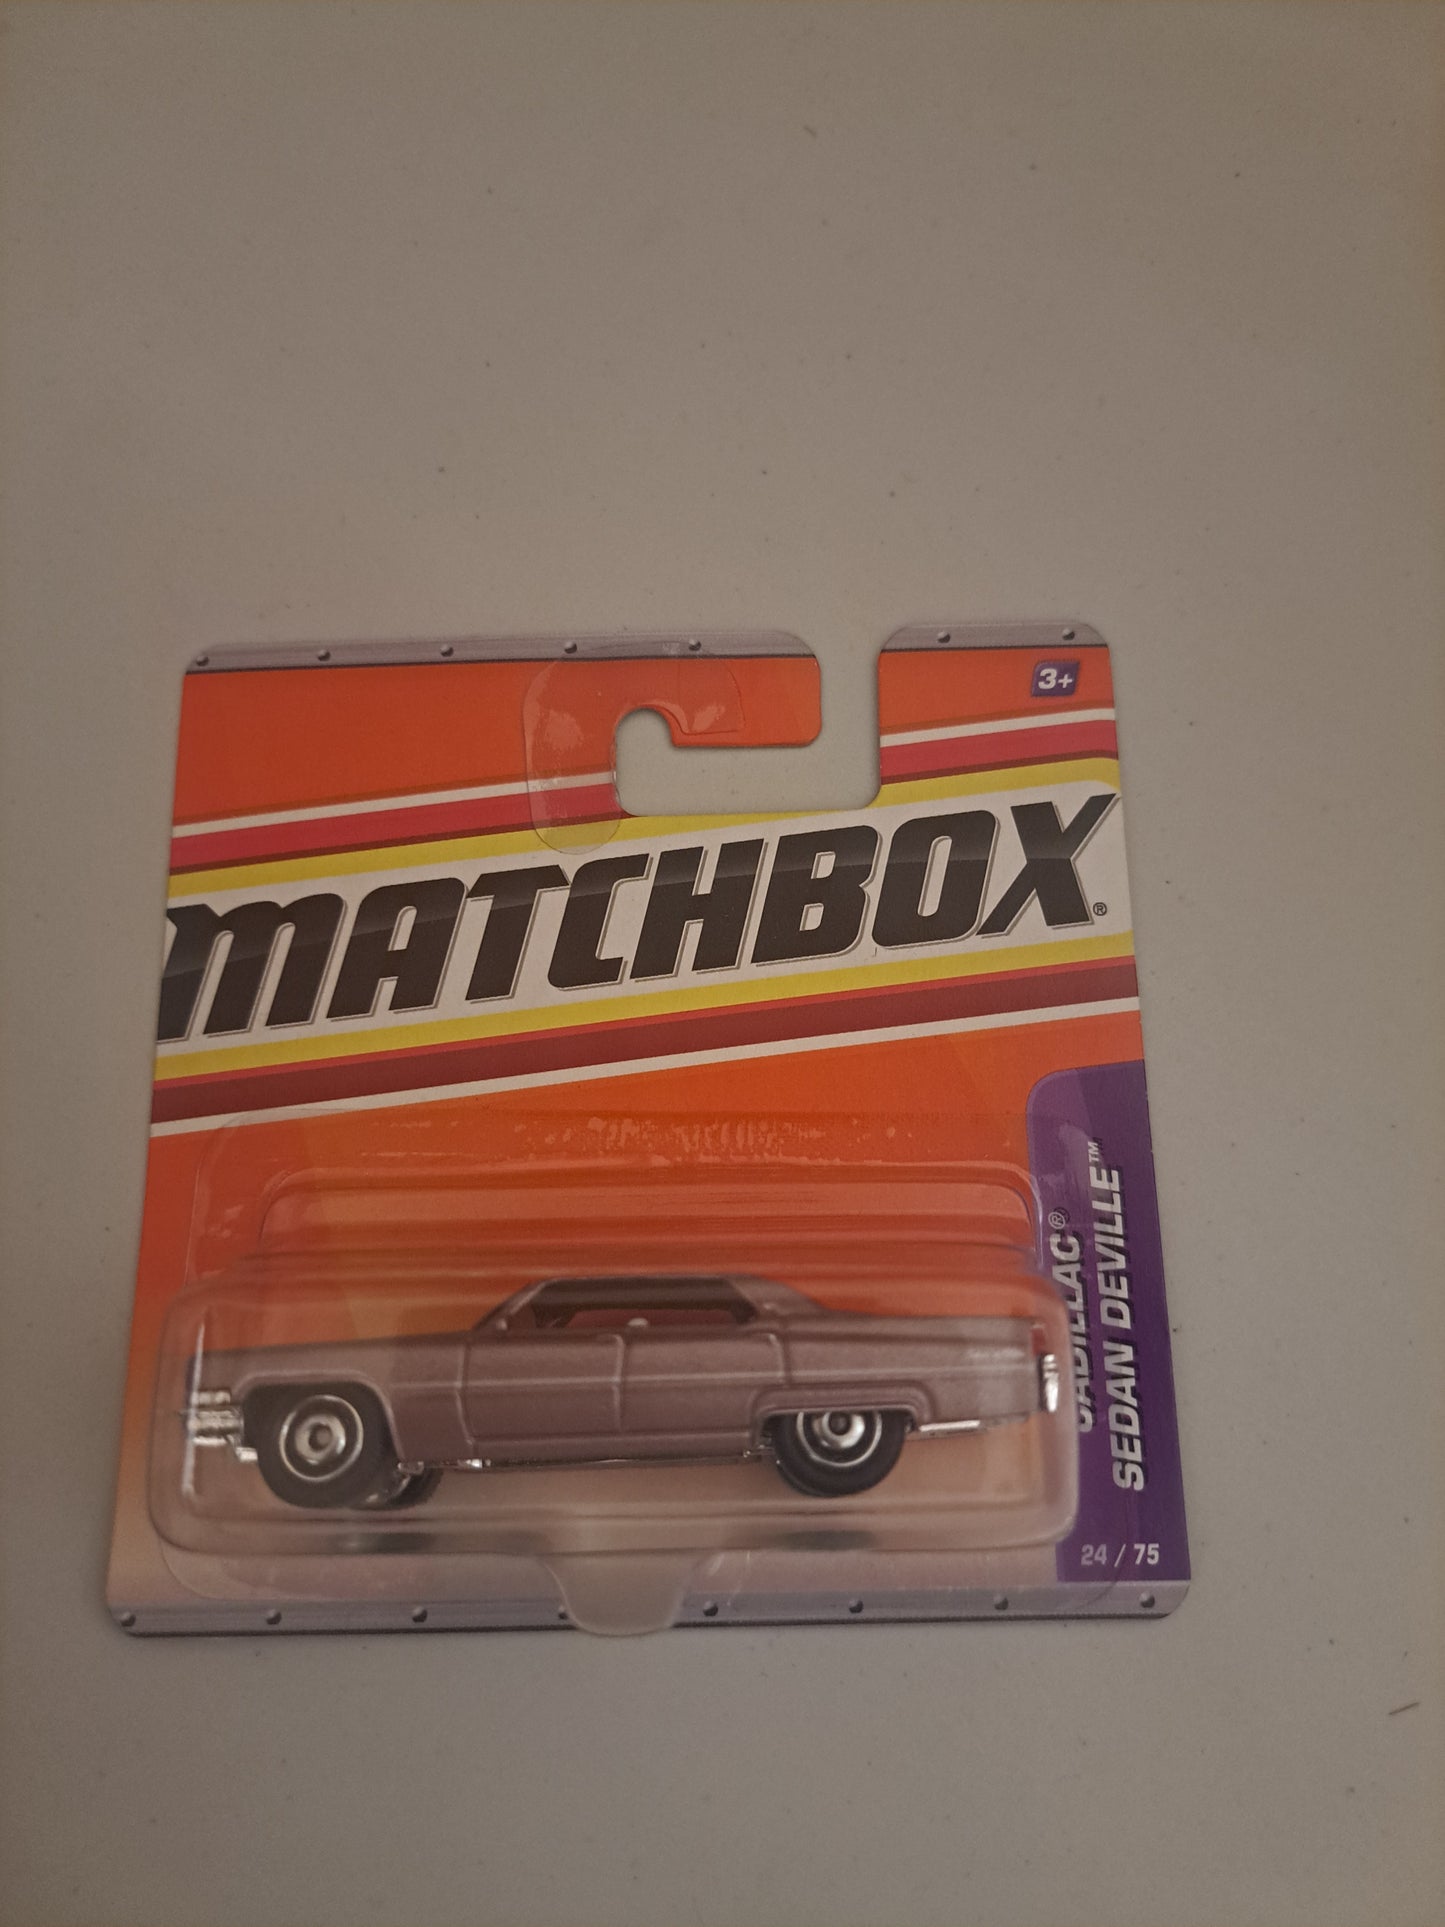 3+
MATCHBOX®
CADILLAC®
SEDAN DEVILLE™
24 / 75